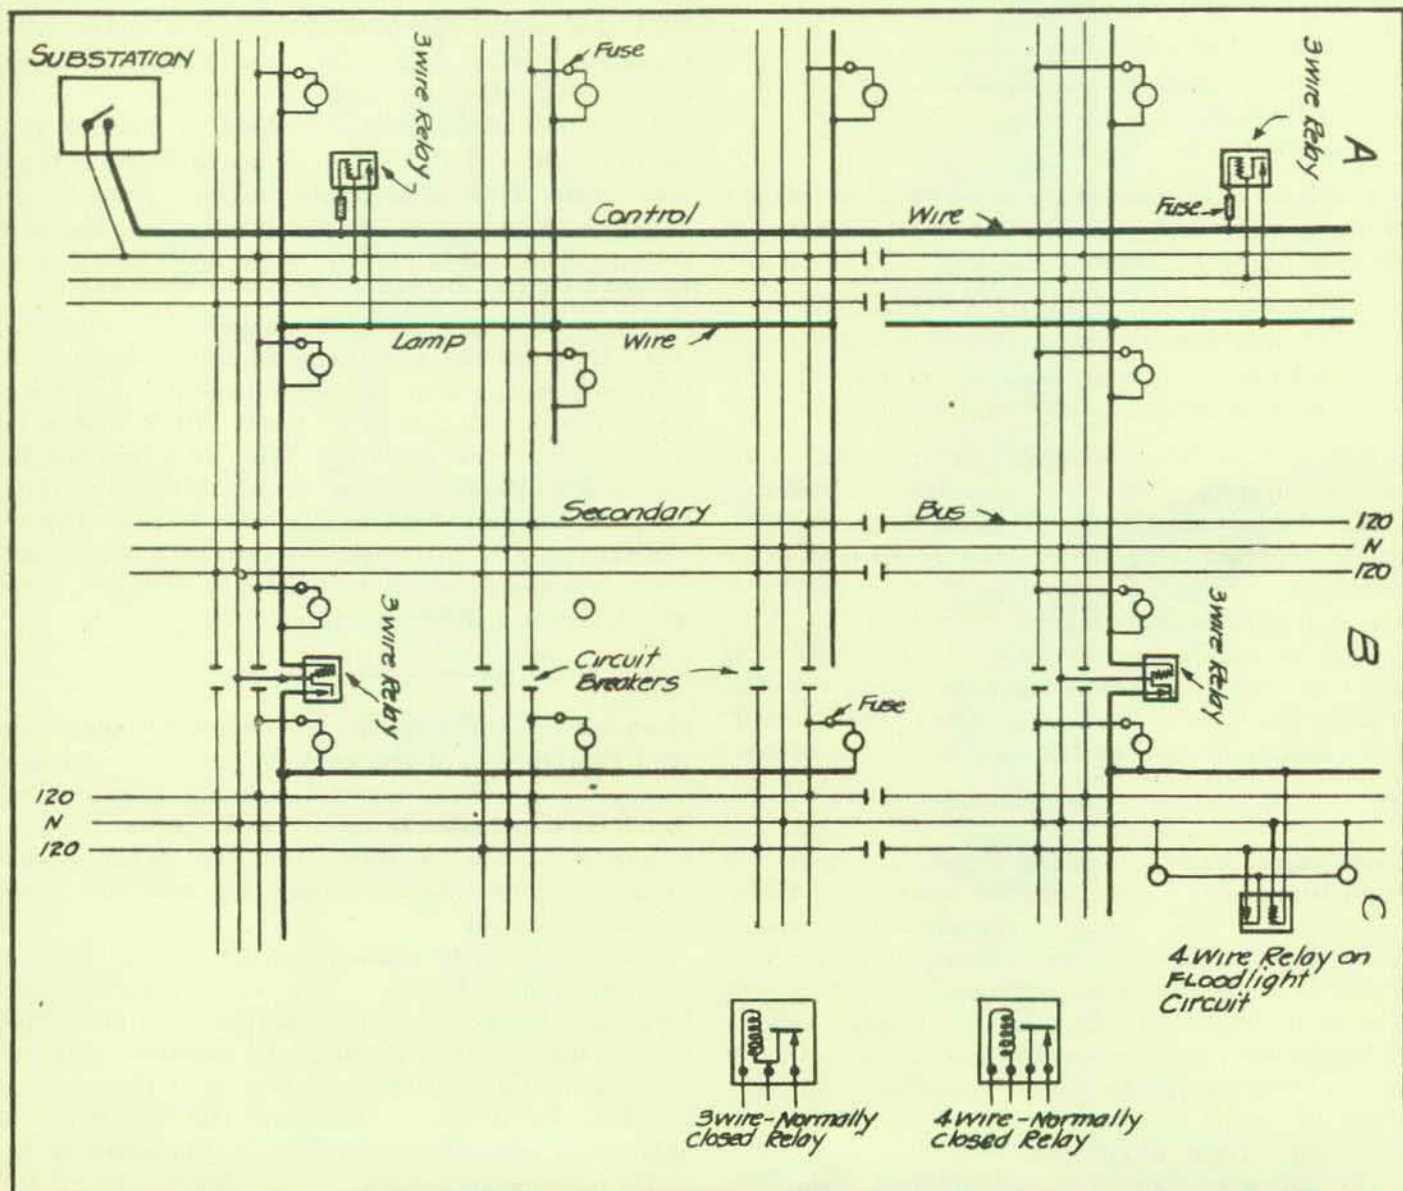 SUBSTATION
3 wire Relay
Fuse
3 wire Relay
A
Control Wire
Fuse
Lamp Wire
Secondary Bus
120
N
120
3 wire Relay
3 wire Relay
B
Circuit
Breakers
Fuse
120
N
120
C
4 Wire Relay on
FLoodlight
Circuit
3 wire - Normally
Closed Relay
4 Wire - Normally
Closed Relay